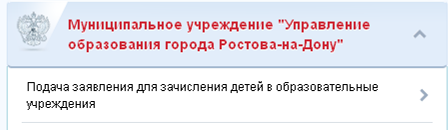 Муниципальное учреждение "Управление
образования города Ростова-на-Дону"
Подача заявления для зачисления детей в образовательные
учреждения